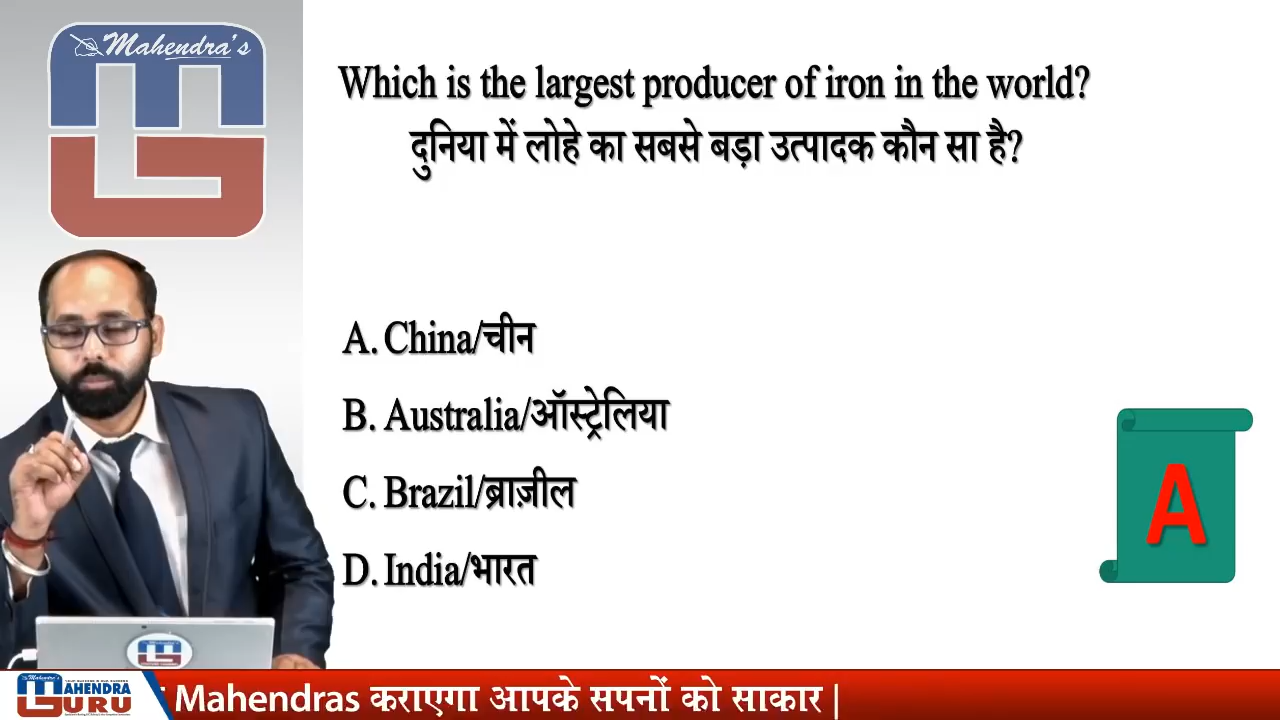 Mahendra's
Which is the largest producer of iron in the world?
दुनिया में लोहे का सबसे बड़ा उत्पादक कौन सा है?
A. China/चीन
B. Australia/ऑस्ट्रेलिया
C. Brazil/ब्राज़ील
D. India/भारत
A
MAHENDRA
GURU
Mahendras कराएगा आपके सपनों को साकार |